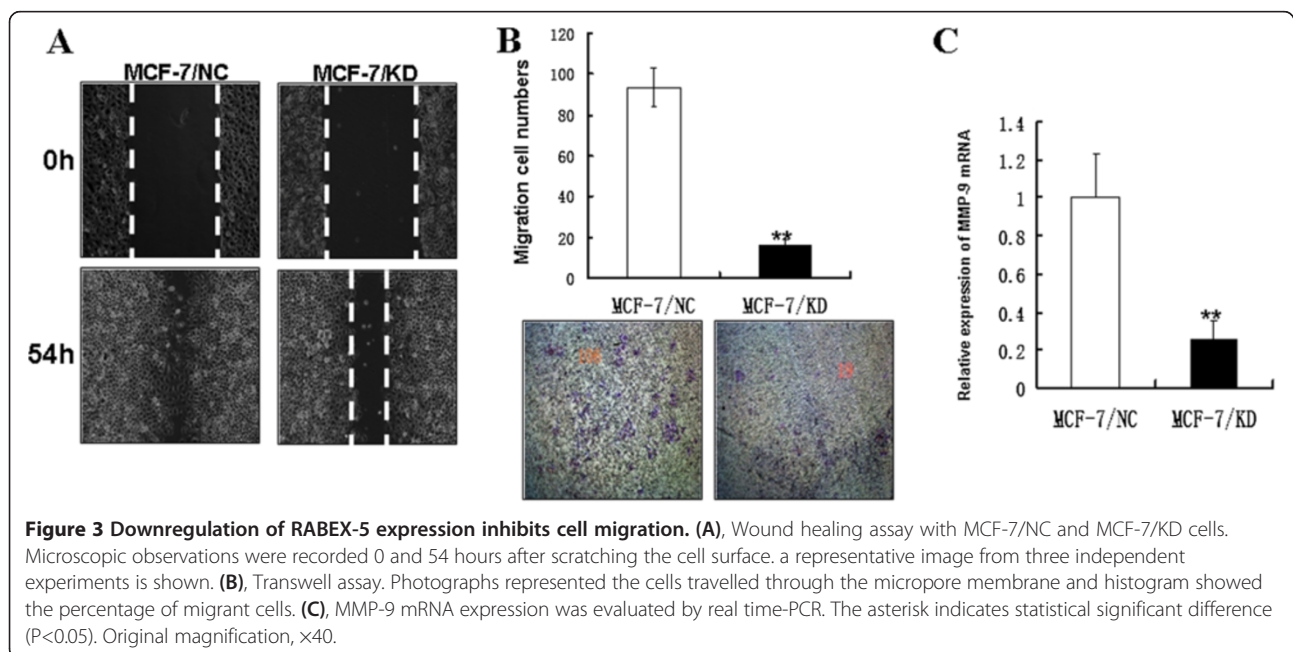 A
MCF-7/NC MCF-7/KD
0h
54h
B
Migration cell numbers
120
100
80
60
40
20
0
**
MCF-7/NC MCF-7/KD
C
Relative expression of MMP-9 mRNA
1.4
1.2
1
0.8
0.6
0.4
0.2
0
**
MCF-7/NC MCF-7/KD
Figure 3 Downregulation of RABEX-5 expression inhibits cell migration. (A), Wound healing assay with MCF-7/NC and MCF-7/KD cells.
Microscopic observations were recorded 0 and 54 hours after scratching the cell surface. a representative image from three independent
experiments is shown. (B), Transwell assay. Photographs represented the cells travelled through the micropore membrane and histogram showed
the percentage of migrant cells. (C), MMP-9 mRNA expression was evaluated by real time-PCR. The asterisk indicates statistical significant difference
(P<0.05). Original magnification, ×40.